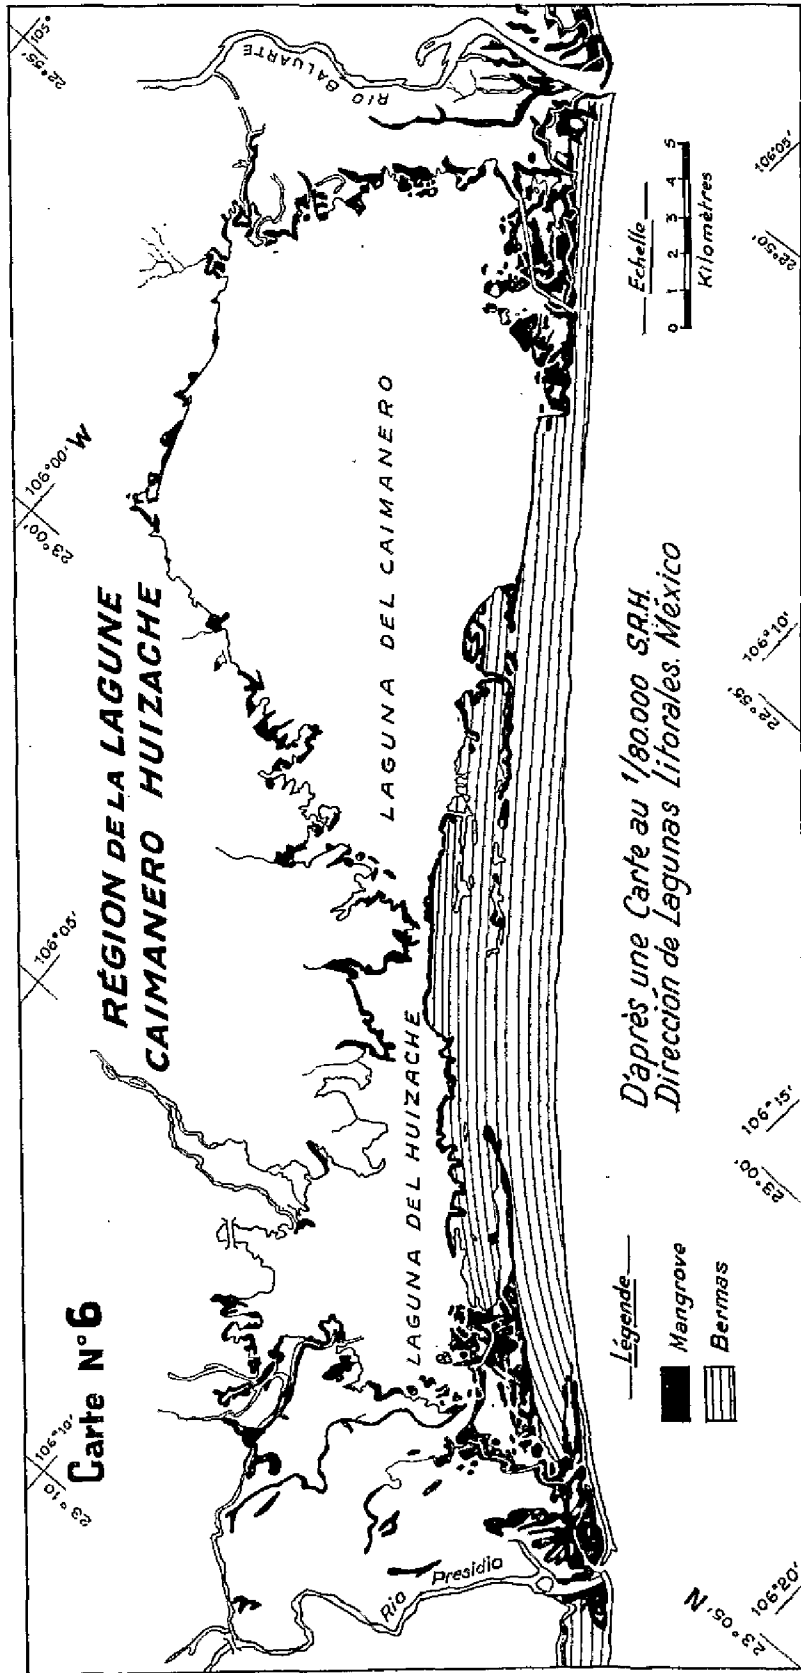 Carte N°6
RÉGION DE LA LAGUNE
CAIMANERO HUIZACHE
23°10'
106°10'
106°05'
23°00'
106°00' W
22°55'
105°
Rio Presidio
LAGUNA DEL HUIZACHE
LAGUNA DEL CAIMANERO
RIO BALUARTE
Légende
Mangrove
Bermas
D'après une Carte au 1/80.000 S.R.H.
Dirección de Lagunas Litorales. México
Echelle
0 1 2 3 4 5
Kilomètres
N
23°05'
106°20'
23°00'
106°15'
22°55'
106°10'
22°50'
106°05'